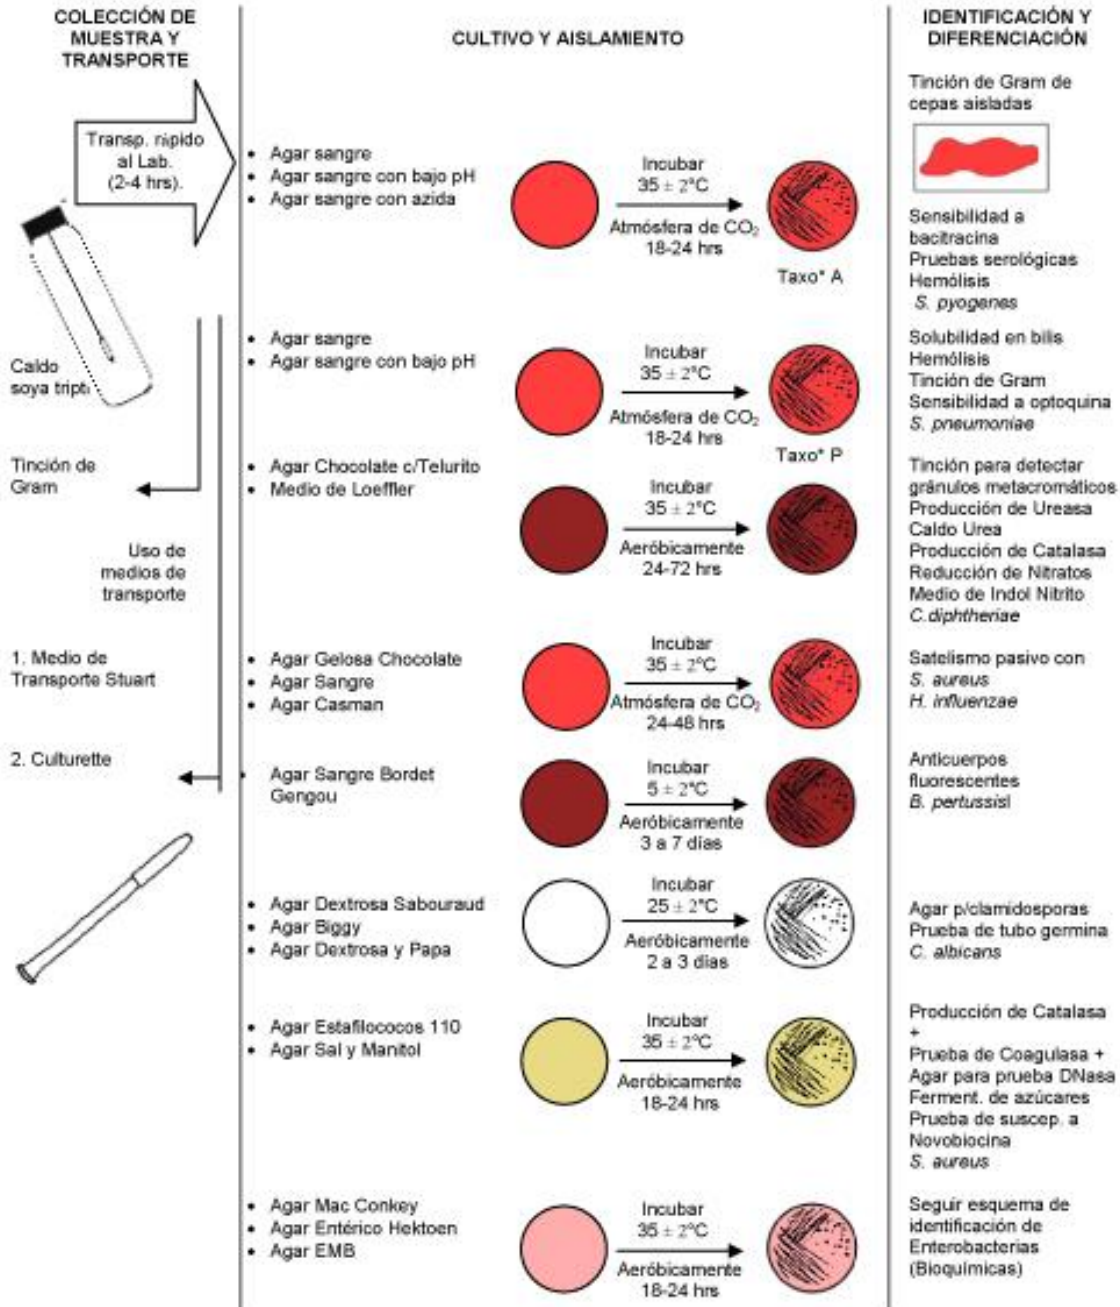 COLECCIÓN DE
MUESTRA Y
TRANSPORTE
Transp. rápido
al Lab.
(2-4 hrs).
Caldo
soya tripti
Tinción de
Gram
Uso de
medios de
transporte
1. Medio de
Transporte Stuart
2. Culturette
CULTIVO Y AISLAMIENTO
• Agar sangre
• Agar sangre con bajo pH
• Agar sangre con azida
Incubar
35 ± 2°C
Atmósfera de CO₂
18-24 hrs
Taxo* A
• Agar sangre
• Agar sangre con bajo pH
Incubar
35 ± 2°C
Atmósfera de CO₂
18-24 hrs
Taxo* P
• Agar Chocolate c/Telurito
• Medio de Loeffler
Incubar
35 ± 2°C
Aeróbicamente
24-72 hrs
• Agar Gelosa Chocolate
• Agar Sangre
• Agar Casman
Incubar
35 ± 2°C
Atmósfera de CO₂
24-48 hrs
• Agar Sangre Bordet
Gengou
Incubar
5 ± 2°C
Aeróbicamente
3 a 7 días
• Agar Dextrosa Sabouraud
• Agar Biggy
• Agar Dextrosa y Papa
Incubar
25 ± 2°C
Aeróbicamente
2 a 3 días
• Agar Estafilococos 110
• Agar Sal y Manitol
Incubar
35 ± 2°C
Aeróbicamente
18-24 hrs
• Agar Mac Conkey
• Agar Entérico Hektoen
• Agar EMB
Incubar
35 ± 2°C
Aeróbicamente
18-24 hrs
IDENTIFICACIÓN Y
DIFERENCIACIÓN
Tinción de Gram de
cepas aisladas
Sensibilidad a
bacitracina
Pruebas serológicas
Hemólisis
S. pyogenes
Solubilidad en bilis
Hemólisis
Tinción de Gram
Sensibilidad a optoquina
S. pneumoniae
Tinción para detectar
gránulos metacromáticos
Producción de Ureasa
Caldo Urea
Producción de Catalasa
Reducción de Nitratos
Medio de Indol Nitrito
C.diphtheriae
Satelismo pasivo con
S. aureus
H. influenzae
Anticuerpos
fluorescentes
B. pertussisl
Agar p/clamidosporas
Prueba de tubo germina
C. albicans
Producción de Catalasa
+
Prueba de Coagulasa +
Agar para prueba DNasa
Ferment. de azúcares
Prueba de suscep. a
Novobiocina
S. aureus
Seguir esquema de
identificación de
Enterobacterias
(Bioquímicas)